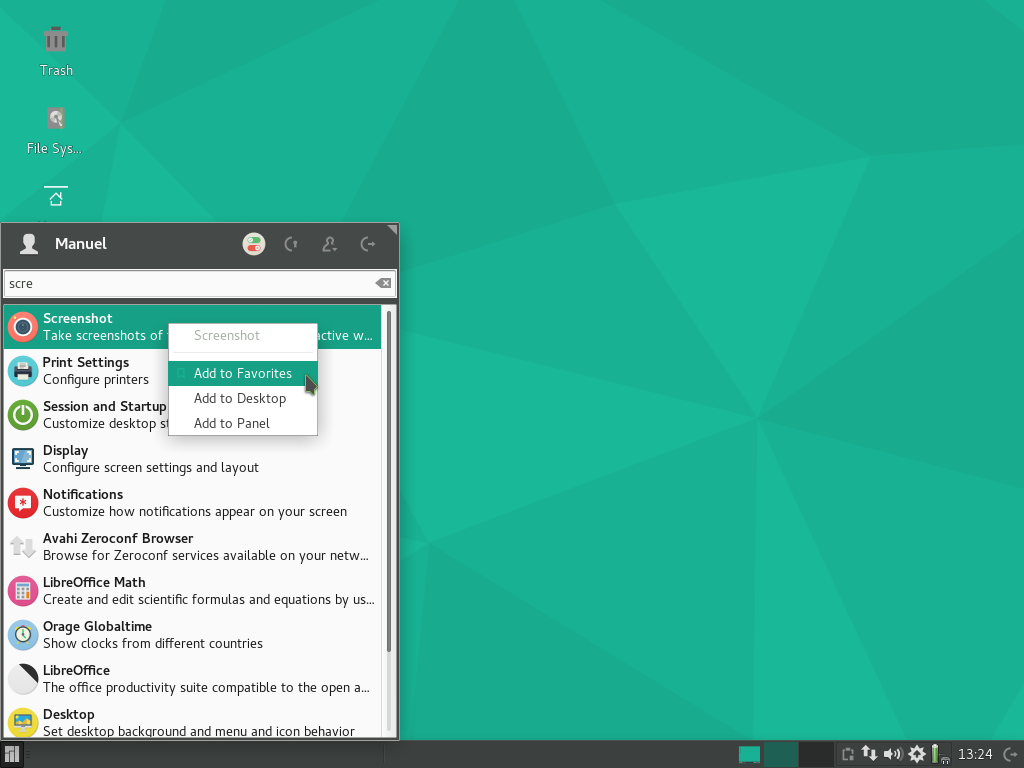 Trash
File Sys...
Manuel
scre
Screenshot
Take screenshots of
active w...
Screenshot
Add to Favorites
Add to Desktop
Add to Panel
Print Settings
Configure printers
Session and Startup
Customize desktop st
Display
Configure screen settings and layout
Notifications
Customize how notifications appear on your screen
Avahi Zeroconf Browser
Browse for Zeroconf services available on your netw...
LibreOffice Math
Create and edit scientific formulas and equations by us...
Orage Globaltime
Show clocks from different countries
LibreOffice
The office productivity suite compatible to the open a...
Desktop
Set desktop background and menu and icon behavior
13:24